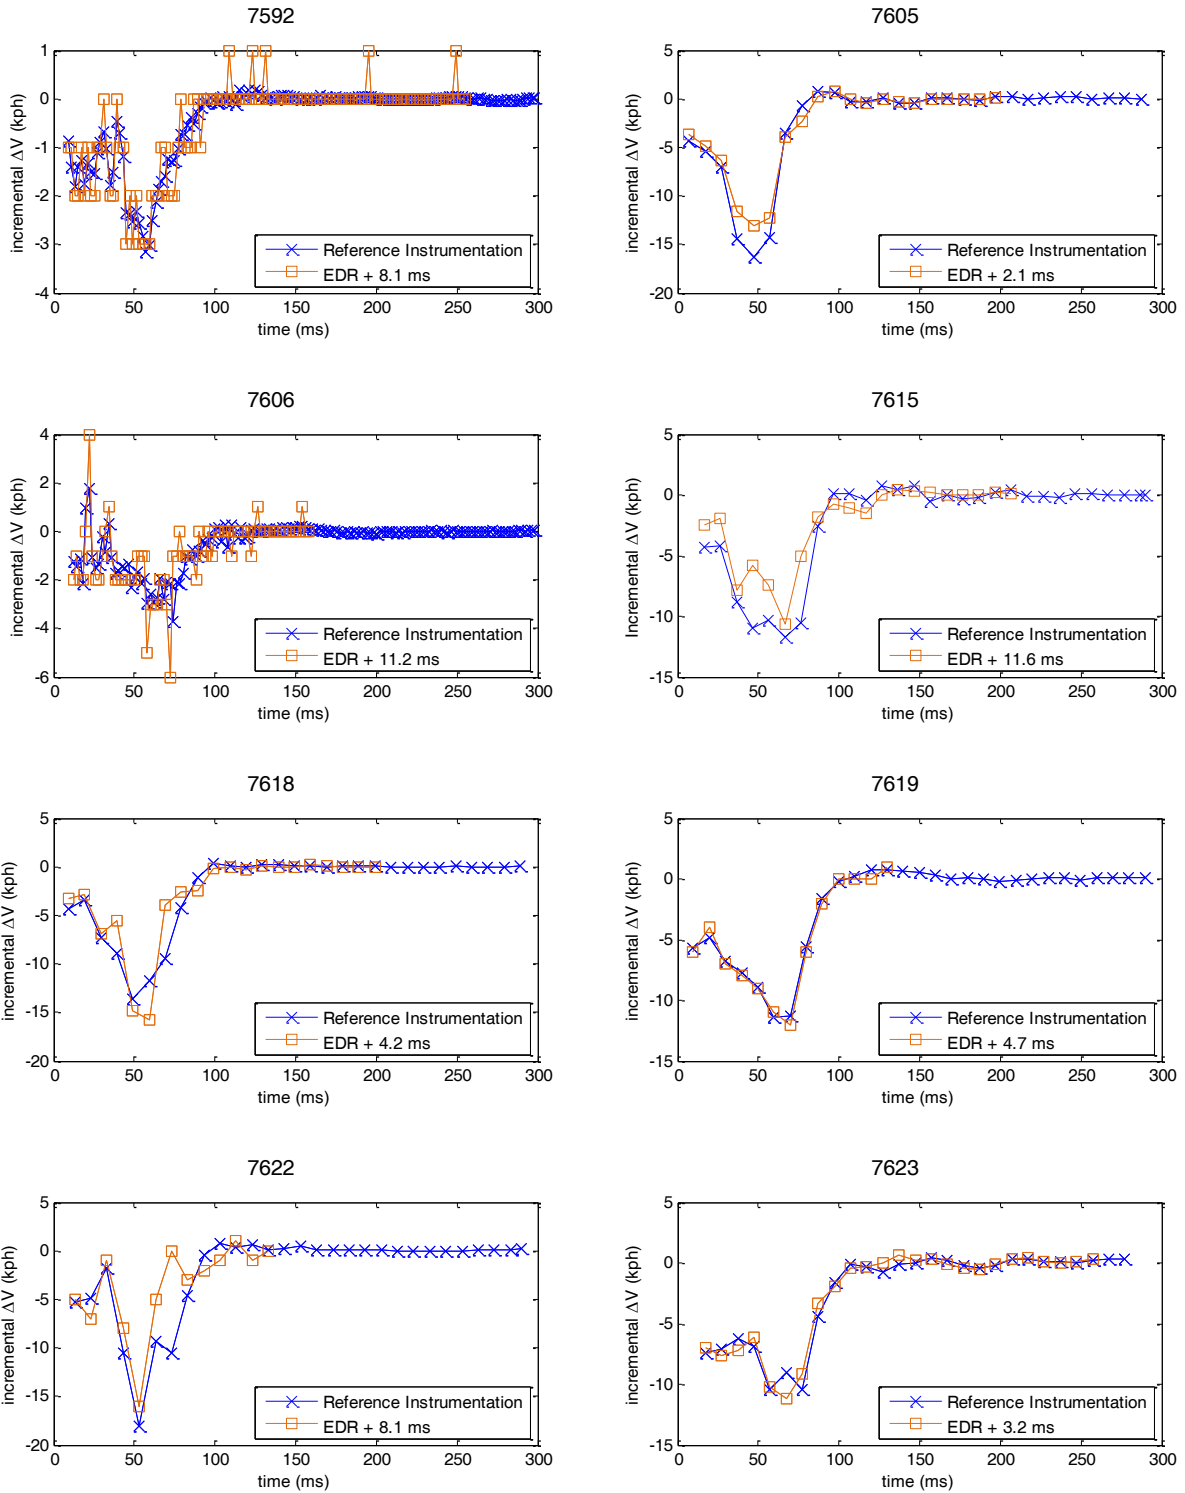 7592
1
0
-1
-2
-3
-4
incremental ΔV (kph)
Reference Instrumentation
EDR + 8.1 ms
0 50 100 150 200 250 300
time (ms)
7605
5
0
-5
-10
-15
-20
incremental ΔV (kph)
Reference Instrumentation
EDR + 2.1 ms
0 50 100 150 200 250 300
time (ms)
7606
4
2
0
-2
-4
-6
incremental ΔV (kph)
Reference Instrumentation
EDR + 11.2 ms
0 50 100 150 200 250 300
time (ms)
7615
5
0
-5
-10
-15
Incremental ΔV (kph)
Reference Instrumentation
EDR + 11.6 ms
0 50 100 150 200 250 300
time (ms)
7618
5
0
-5
-10
-15
-20
incremental ΔV (kph)
Reference Instrumentation
EDR + 4.2 ms
0 50 100 150 200 250 300
time (ms)
7619
5
0
-5
-10
-15
incremental ΔV (kph)
Reference Instrumentation
EDR + 4.7 ms
0 50 100 150 200 250 300
time (ms)
7622
5
0
-5
-10
-15
-20
incremental ΔV (kph)
Reference Instrumentation
EDR + 8.1 ms
0 50 100 150 200 250 300
time (ms)
7623
5
0
-5
-10
-15
incremental ΔV (kph)
Reference Instrumentation
EDR + 3.2 ms
0 50 100 150 200 250 300
time (ms)